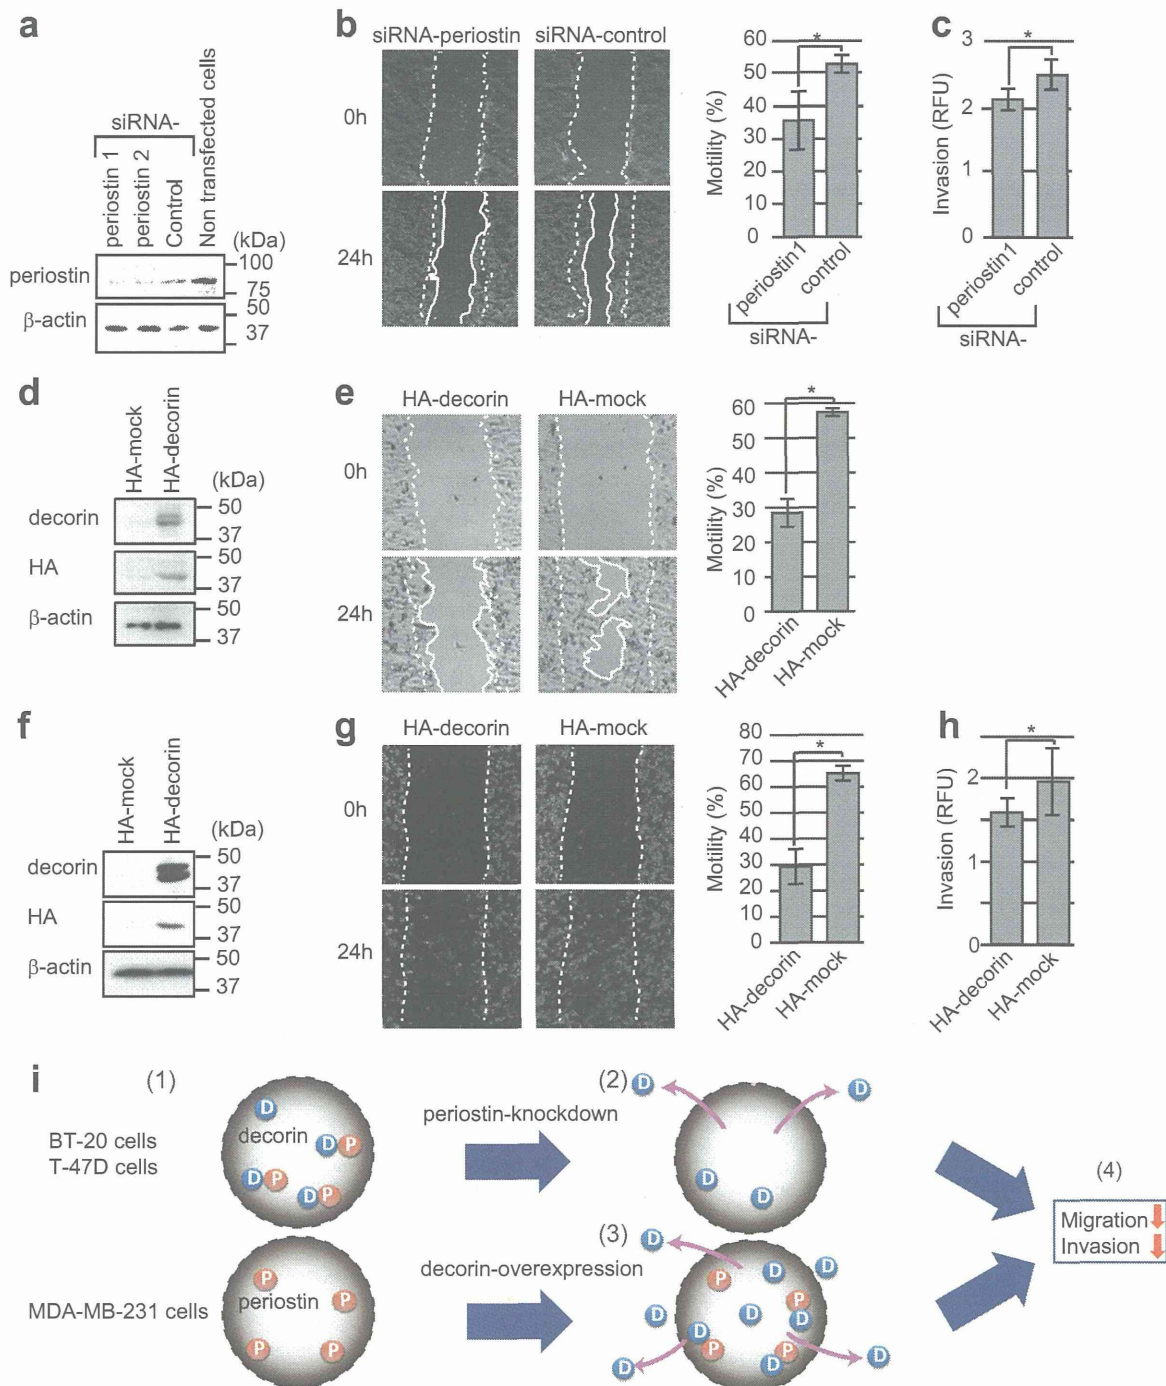 a
siRNA-
periostin 1
periostin 2
Control
Non transfected cells
(kDa)
periostin
100
75
β-actin
50
37
b
siRNA-periostin
siRNA-control
0h
24h
Motility (%)
60
50
40
30
20
10
0
*
periostin1
control
siRNA-
c
Invasion (RFU)
3
2
1
0
*
periostin1
control
siRNA-
d
HA-mock
HA-decorin
(kDa)
decorin
50
37
HA
50
37
β-actin
50
37
e
HA-decorin
HA-mock
0h
24h
Motility (%)
60
50
40
30
20
10
0
*
HA-decorin
HA-mock
f
HA-mock
HA-decorin
(kDa)
decorin
50
37
HA
50
37
β-actin
50
37
g
HA-decorin
HA-mock
0h
24h
Motility (%)
80
70
60
50
40
30
20
10
0
*
HA-decorin
HA-mock
h
Invasion (RFU)
2
1
0
*
HA-decorin
HA-mock
i
(1)
BT-20 cells
T-47D cells
D
decorin
D P
D P
D P
periostin-knockdown
(2)
D
D
D
D
(4)
Migration
Invasion
MDA-MB-231 cells
P
periostin
P
P
P
decorin-overexpression
(3)
D
P
D
D
D
D
P
D
D
P
P
D
D
D